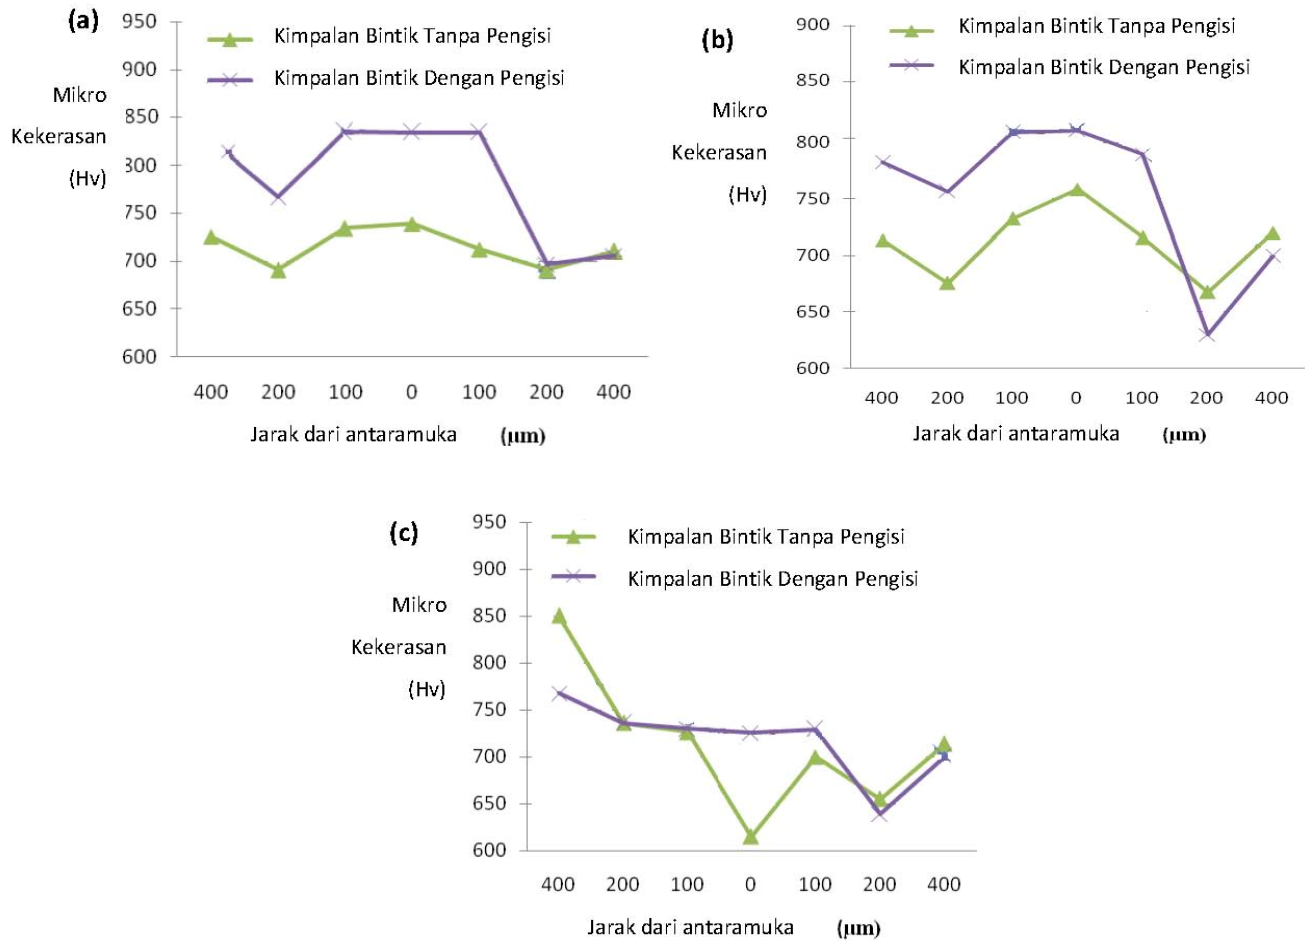 (a)
Kimpalan Bintik Tanpa Pengisi
Kimpalan Bintik Dengan Pengisi
Mikro
Kekerasan
(Hv)
950
900
850
300
750
700
650
600
400 200 100 0 100 200 400
Jarak dari antaramuka (µm)
(b)
Kimpalan Bintik Tanpa Pengisi
Kimpalan Bintik Dengan Pengisi
Mikro
Kekerasan
(Hv)
900
850
800
750
700
650
600
400 200 100 0 100 200 400
Jarak dari antaramuka (µm)
(c)
Kimpalan Bintik Tanpa Pengisi
Kimpalan Bintik Dengan Pengisi
Mikro
Kekerasan
(Hv)
950
900
850
800
750
700
650
600
400 200 100 0 100 200 400
Jarak dari antaramuka (µm)